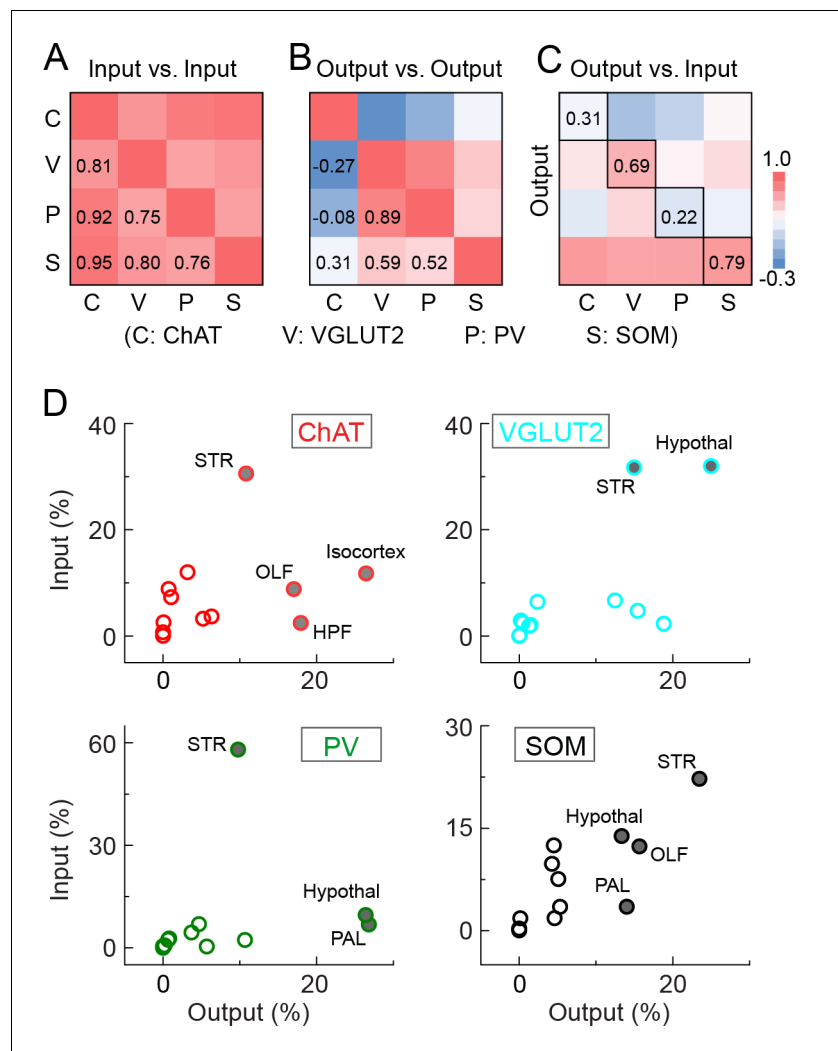 A
Input vs. Input
B
Output vs. Output
C
Output vs. Input
C
V
P
S
0.81
0.92 0.75
0.95 0.80 0.76
C V P S
-0.27
-0.08 0.89
0.31 0.59 0.52
C V P S
Output
0.31
0.69
0.22
0.79
C V P S
1.0
-0.3
(C: ChAT V: VGLUT2 P: PV S: SOM)
D
ChAT
40
20
0
Input (%)
STR
OLF
Isocortex
HPF
0 20
VGLUT2
40
20
0
Hypothal
STR
0 20
PV
60
30
0
Input (%)
STR
Hypothal
PAL
0 20
Output (%)
SOM
30
15
0
STR
Hypothal
OLF
PAL
0 20
Output (%)